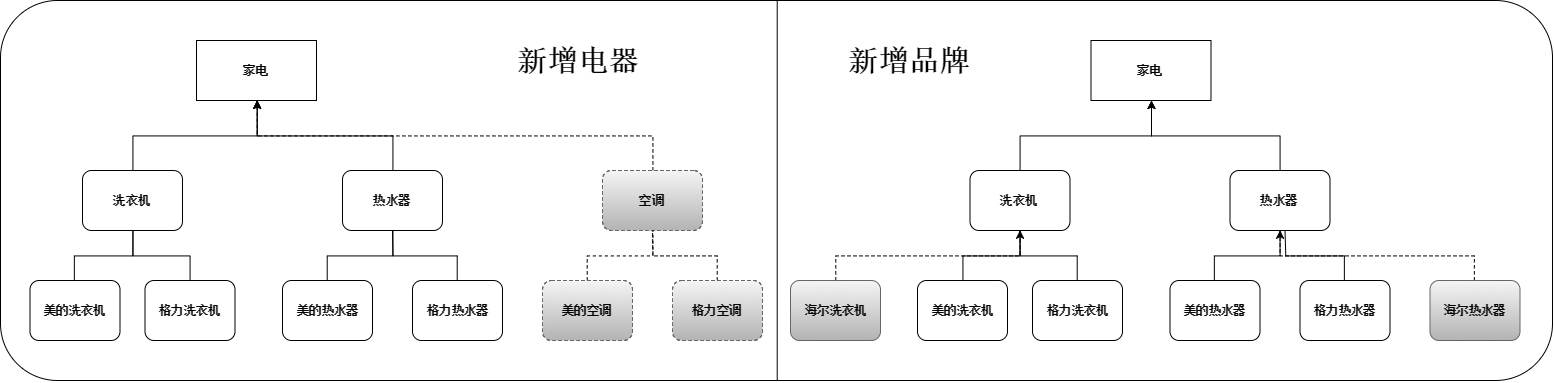 新增电器
家电
洗衣机
热水器
空调
美的洗衣机
格力洗衣机
美的热水器
格力热水器
美的空调
格力空调
新增品牌
家电
洗衣机
热水器
海尔洗衣机
美的洗衣机
格力洗衣机
美的热水器
格力热水器
海尔热水器